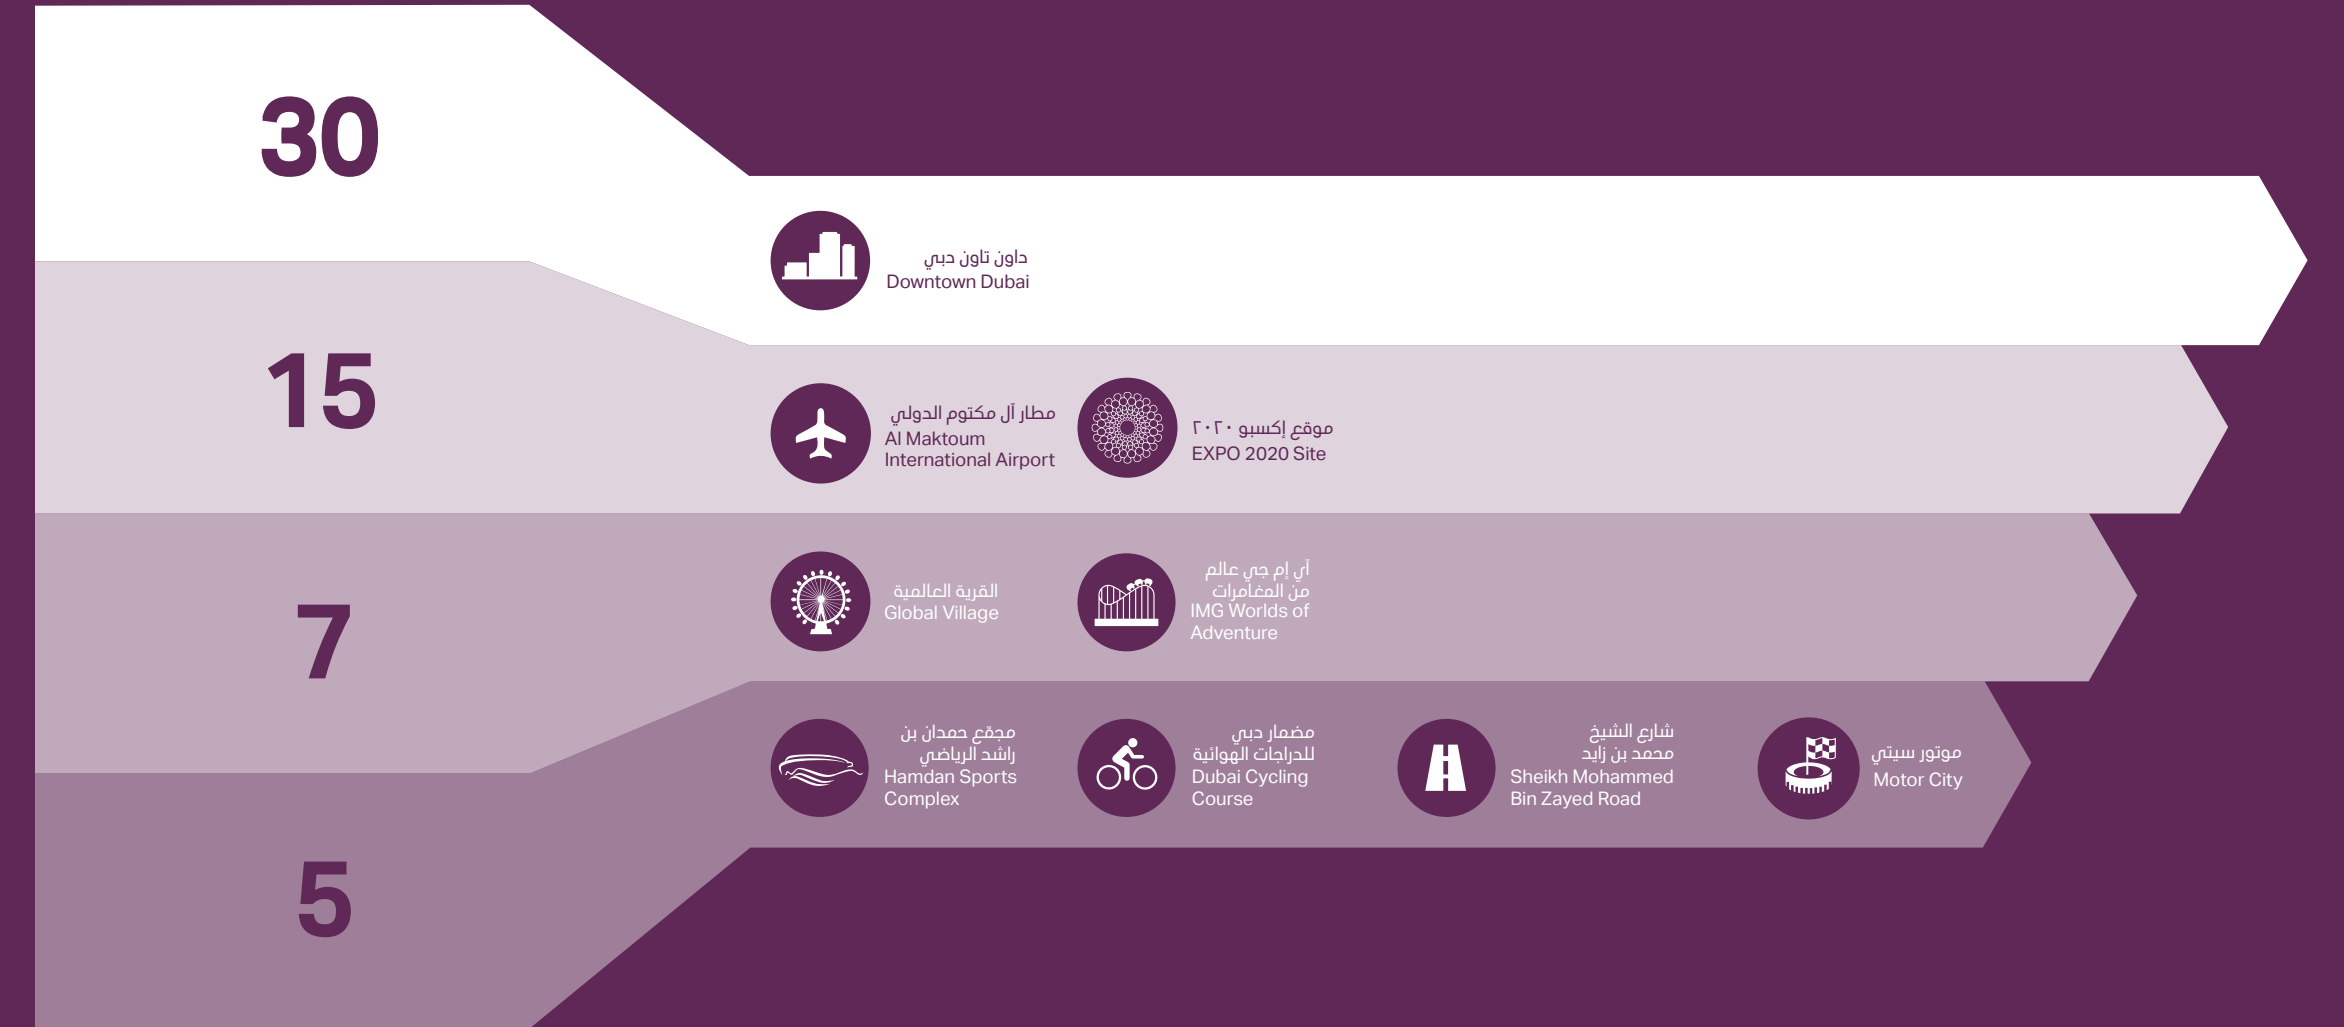 30
داون تاون دبي
Downtown Dubai
15
مطار آل مكتوم الدولي
Al Maktoum
International Airport
موقع إكسبو ٢٠٢٠
EXPO 2020 Site
7
القرية العالمية
Global Village
آي إم جي عالم
من المغامرات
IMG Worlds of
Adventure
5
مجمّع حمدان بن
راشد الرياضي
Hamdan Sports
Complex
مضمار دبي
للدراجات الهوائية
Dubai Cycling
Course
شارع الشيخ
محمد بن زايد
Sheikh Mohammed
Bin Zayed Road
موتور سيتي
Motor City